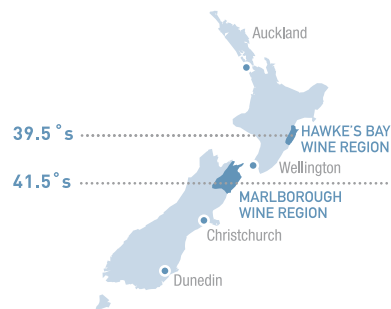 Auckland
39.5°s
HAWKE'S BAY
WINE REGION
Wellington
41.5°s
MARLBOROUGH
WINE REGION
Christchurch
Dunedin